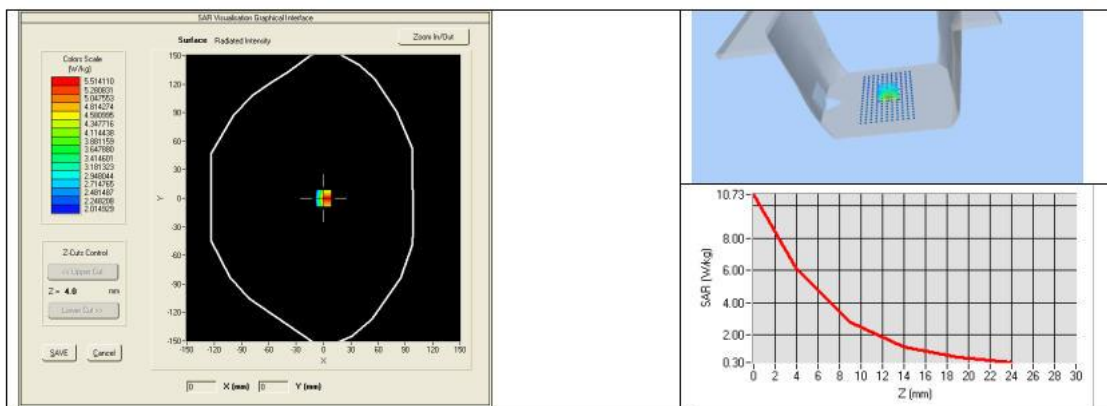 SAR Visualisation Graphical Interface
Surface Radiated Intensity
Zoom In/Out
Colors Scale
(W/kg)
5.514110
5.280831
5.047553
4.814274
4.580995
4.347716
4.114438
3.881159
3.647880
3.414601
3.181323
2.948044
2.714765
2.481487
2.248208
2.014929
150
120
90
60
30
0
-30
-60
-90
-120
-150
Y
-150 -120 -90 -60 -30 0 30 60 90 120 150
X
Z-Cuts Control
<< Upper Cut
Z = 4.0 mm
Lower Cut >>
SAVE Cancel
0 X (mm) 0 Y (mm)
10.73
8.00
6.00
4.00
2.00
0.30
SAR (W/kg)
0 2 4 6 8 10 12 14 16 18 20 22 24 26 28 30
Z (mm)